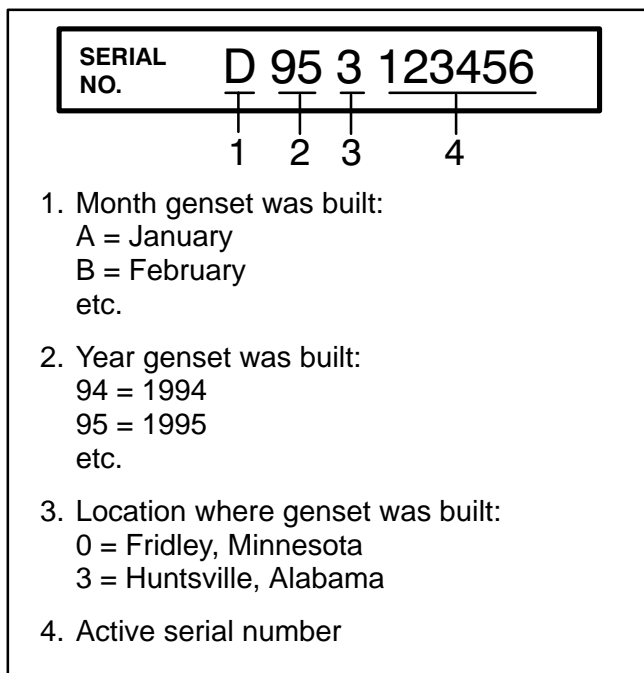 SERIAL
NO.
D 95 3 123456
1 2 3 4
1. Month genset was built:
A = January
B = February
etc.
2. Year genset was built:
94 = 1994
95 = 1995
etc.
3. Location where genset was built:
0 = Fridley, Minnesota
3 = Huntsville, Alabama
4. Active serial number